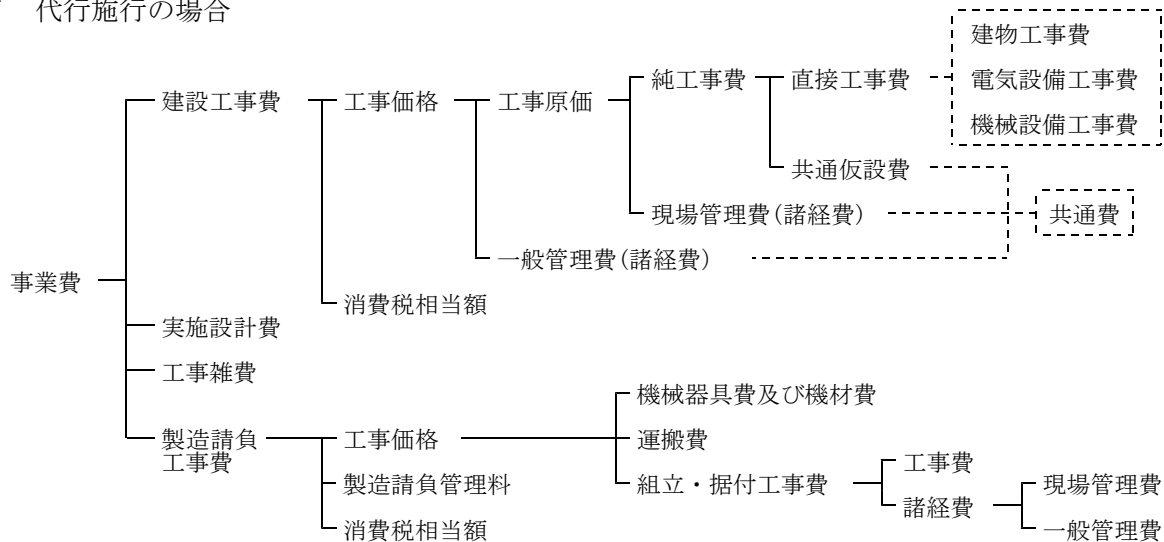 代行施行の場合
建物工事費
電気設備工事費
機械設備工事費
建設工事費 工事価格 工事原価 純工事費 直接工事費
共通仮設費
現場管理費(諸経費) 共通費
一般管理費(諸経費)
事業費
消費税相当額
実施設計費
工事雑費
機械器具費及び機材費
製造請負
工事費
工事価格 運搬費
工事費
製造請負管理料 組立・据付工事費 現場管理費
諸経費
消費税相当額 一般管理費